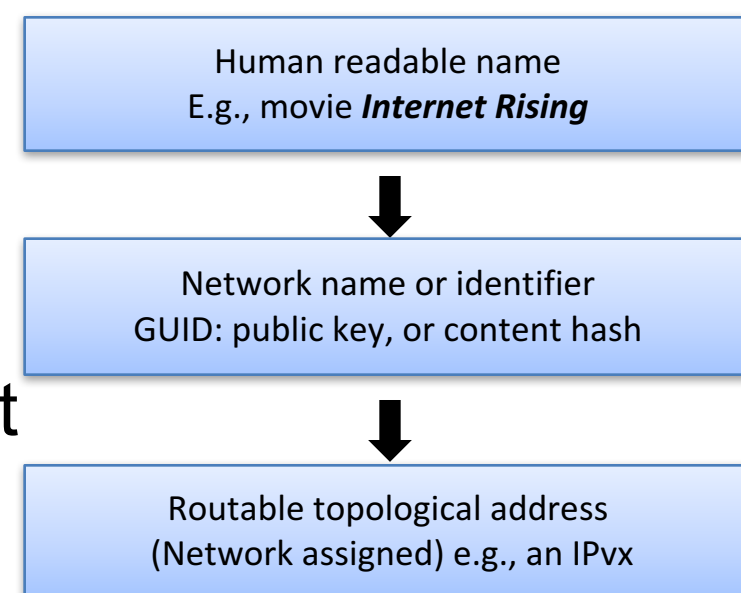 Human readable name
E.g., movie Internet Rising
Network name or identifier
GUID: public key, or content hash
t
Routable topological address
(Network assigned) e.g., an IPvx